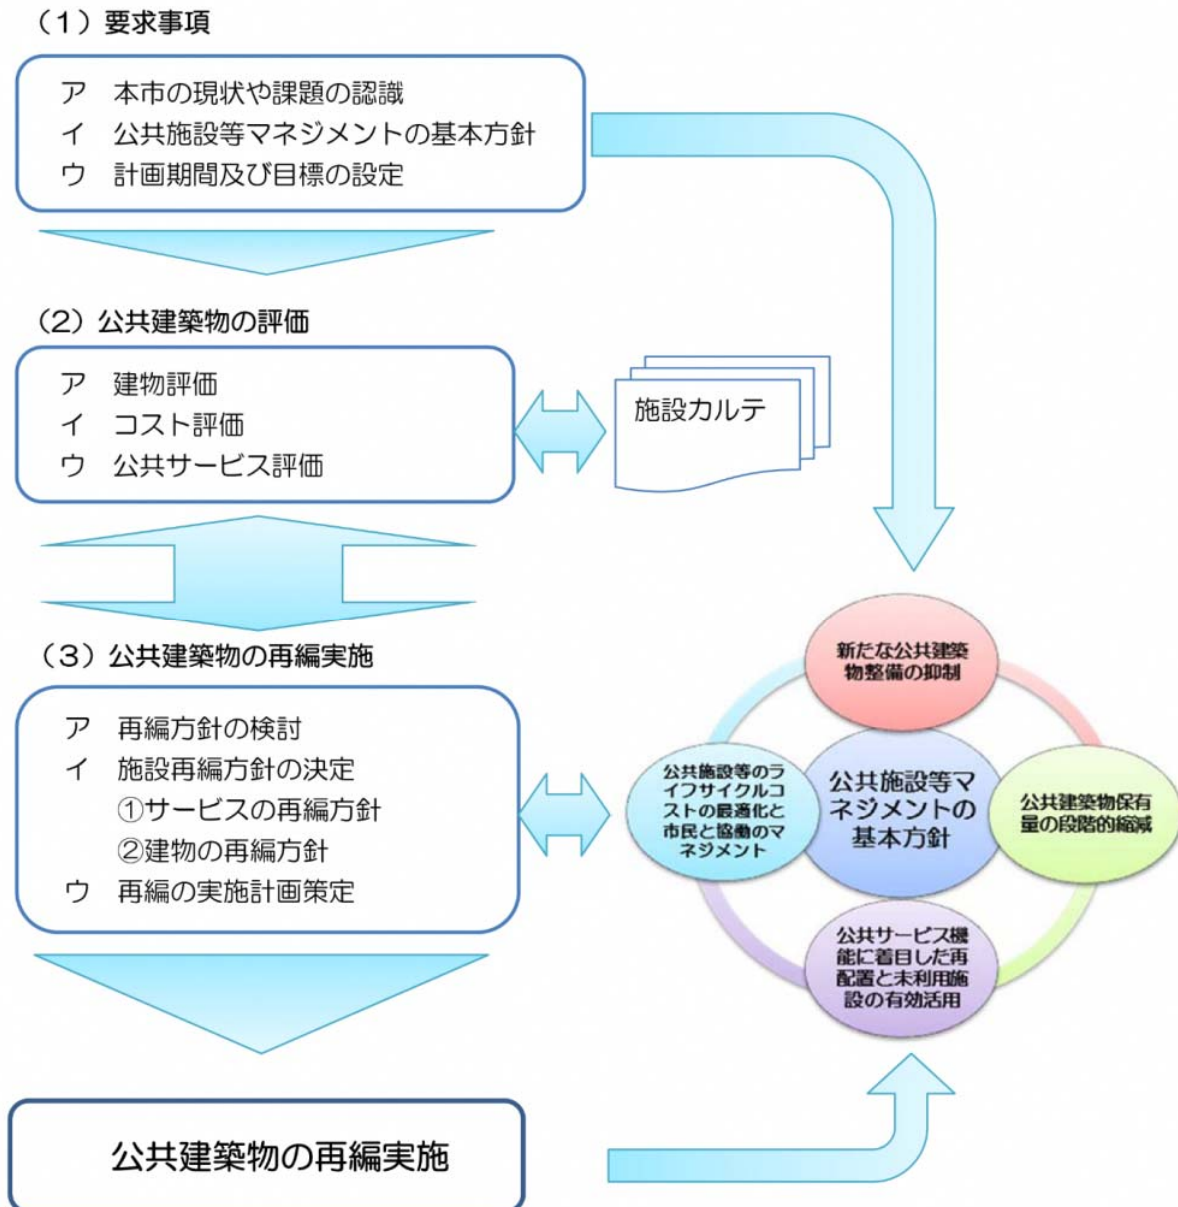 （1）要求事項
ア 本市の現状や課題の認識
イ 公共施設等マネジメントの基本方針
ウ 計画期間及び目標の設定
（2）公共建築物の評価
ア 建物評価
イ コスト評価
ウ 公共サービス評価
施設カルテ
（3）公共建築物の再編実施
ア 再編方針の検討
イ 施設再編方針の決定
①サービスの再編方針
②建物の再編方針
ウ 再編の実施計画策定
新たな公共建築
物整備の抑制
公共施設等のラ
イフサイクルコ
ストの最適化と
市民と協働のマ
ネジメント
公共施設等マ
ネジメントの
基本方針
公共建築物保有
量の段階的縮減
公共サービス機
能に着目した再
配置と未利用施
設の有効活用
公共建築物の再編実施